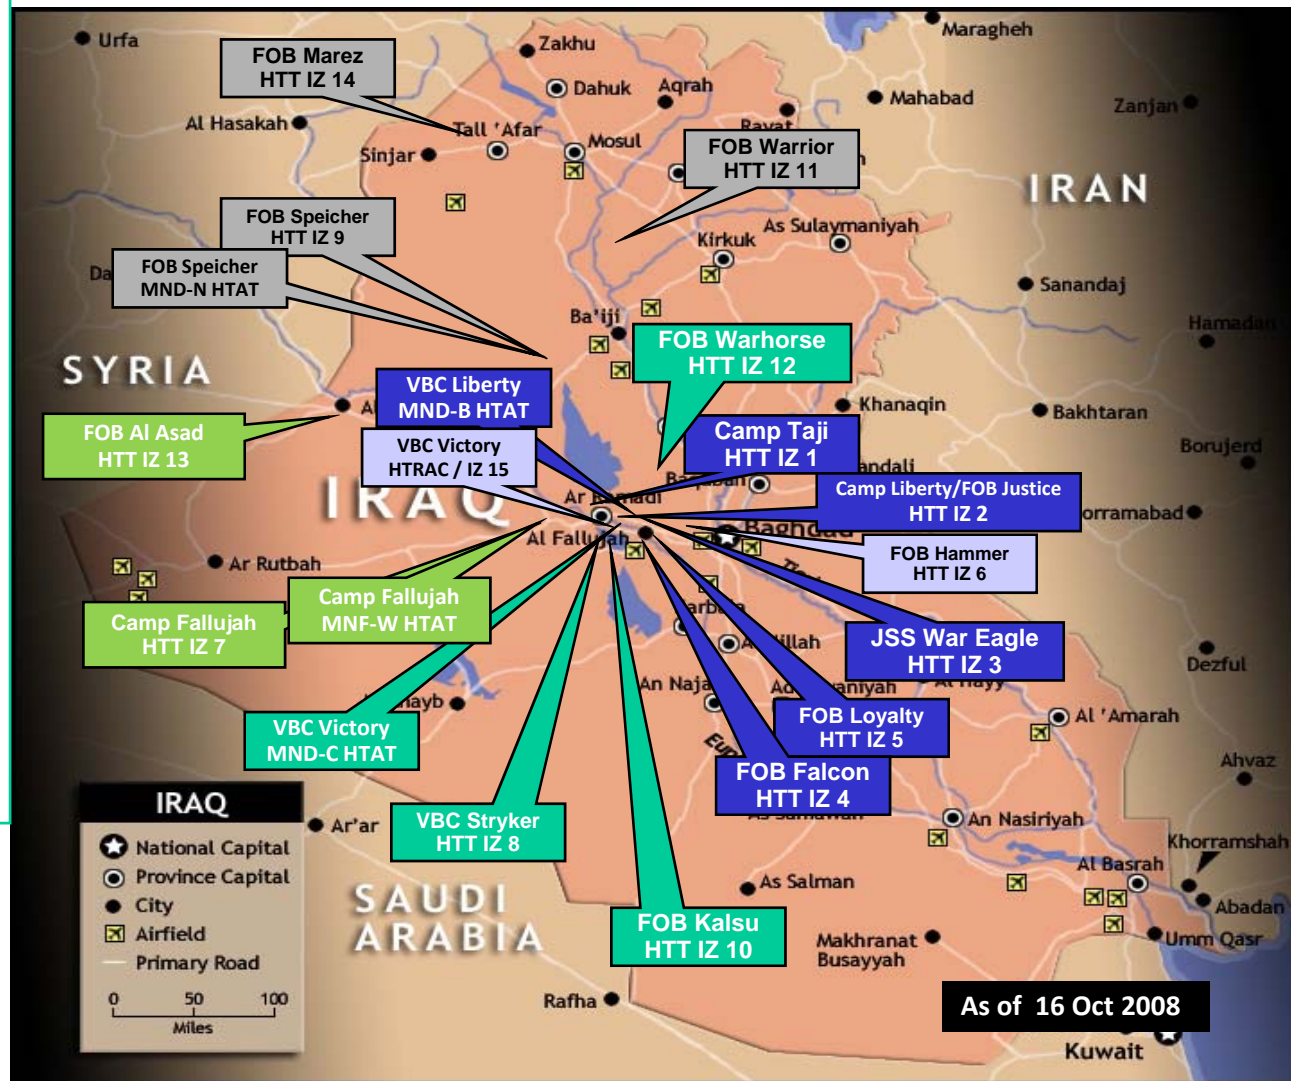 Urfa
Zakhu
Maragheh
FOB Marez
HTT IZ 14
Dahuk
Aqrah
Mahabad
Zanjan
Al Hasakah
Tall 'Afar
Mosul
Sinjar
FOB Warrior
HTT IZ 11
IRAN
FOB Speicher
HTT IZ 9
As Sulaymaniyah
Kirkuk
FOB Speicher
MND-N HTAT
Sanandaj
Ba'iji
Hamadan
SYRIA
FOB Warhorse
HTT IZ 12
VBC Liberty
MND-B HTAT
Khanaqin
Bakhtaran
FOB Al Asad
HTT IZ 13
VBC Victory
HTRAC / IZ 15
Camp Taji
HTT IZ 1
Borujerd
IRAQ
Camp Liberty/FOB Justice
HTT IZ 2
Ar Ramadi
Al Fallujah
Baghdad
FOB Hammer
HTT IZ 6
Ar Rutbah
Camp Fallujah
MNF-W HTAT
Camp Fallujah
HTT IZ 7
JSS War Eagle
HTT IZ 3
Dezful
An Naja
FOB Loyalty
HTT IZ 5
Al 'Amarah
VBC Victory
MND-C HTAT
FOB Falcon
HTT IZ 4
Ahvaz
IRAQ
National Capital
Province Capital
City
Airfield
Primary Road
0 50 100
Miles
Ar'ar
VBC Stryker
HTT IZ 8
An Nasiriyah
Khorramshah
Al Basrah
Abadan
Umm Qasr
SAUDI
ARABIA
As Salman
FOB Kalsu
HTT IZ 10
Makhranat
Busayyah
Rafha
As of 16 Oct 2008
Kuwait